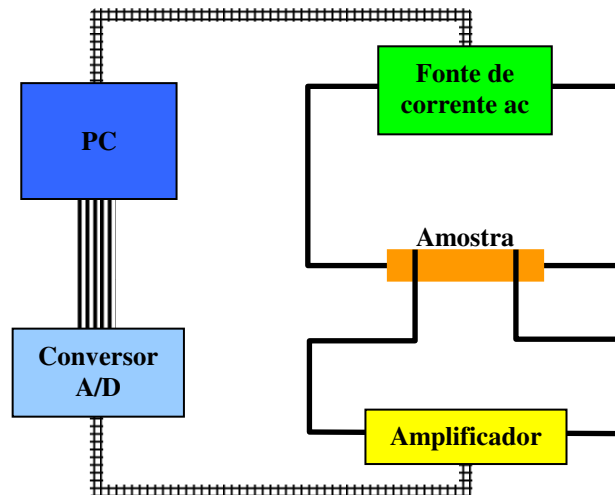 Fonte de
corrente ac
PC
Amostra
Conversor
A/D
Amplificador